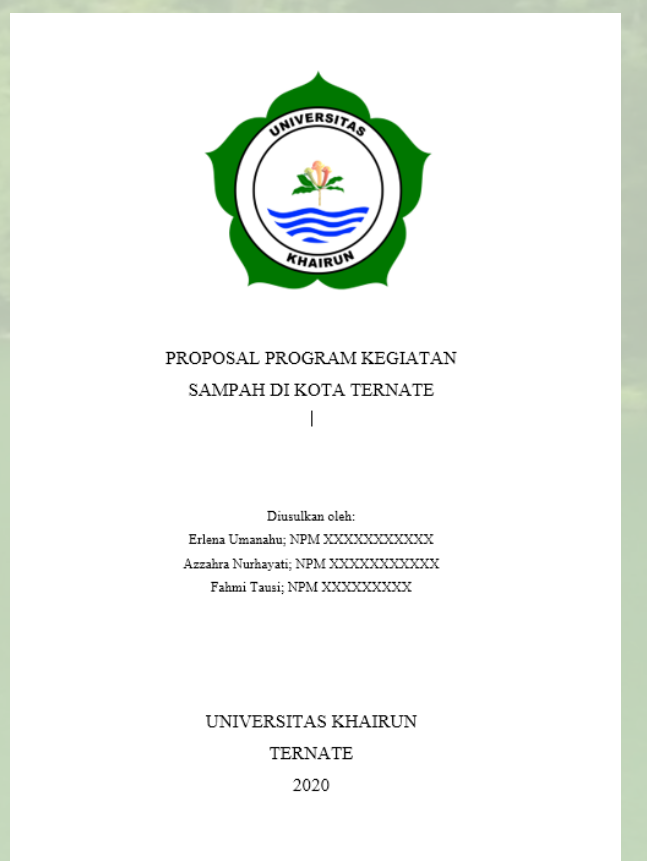 UNIVERSITAS
KHAIRUN
PROPOSAL PROGRAM KEGIATAN
SAMPAH DI KOTA TERNATE
Diusulkan oleh:
Erlena Umanahu; NPM XXXXXXXXXXX
Azzahra Nurhayati; NPM XXXXXXXXXXX
Fahmi Tausi; NPM XXXXXXXXX
UNIVERSITAS KHAIRUN
TERNATE
2020